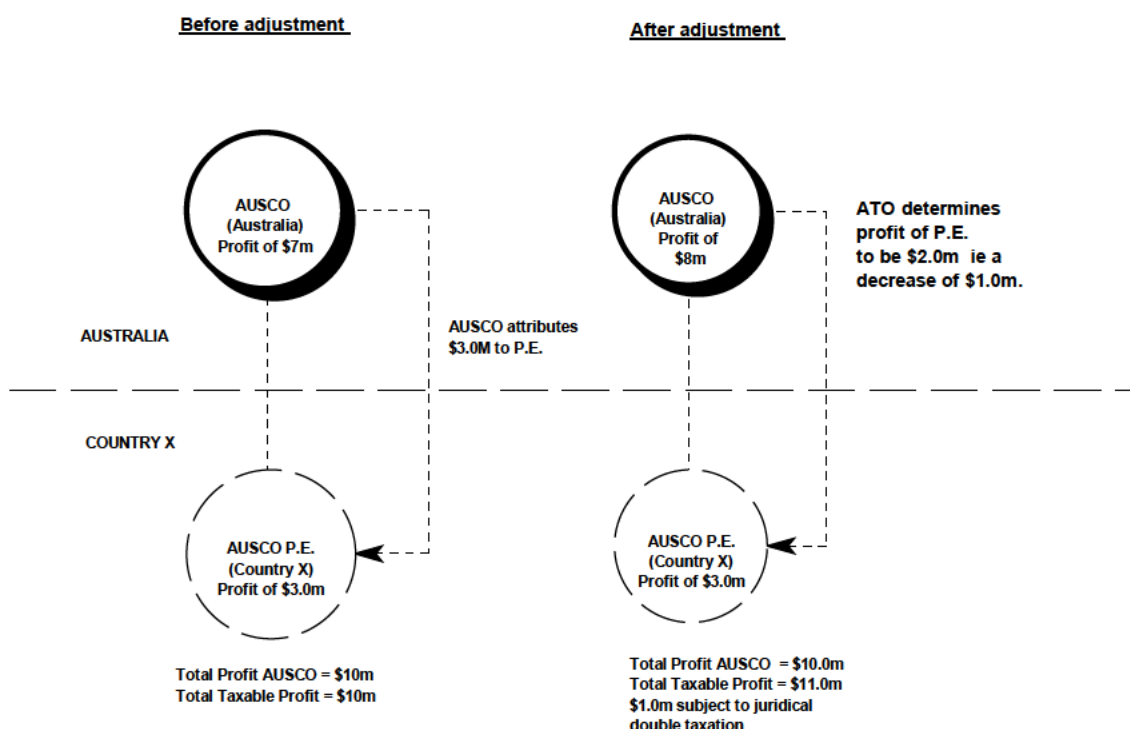 Before adjustment
AUSCO
(Australia)
Profit of $7m
AUSTRALIA
AUSCO attributes
$3.0M to P.E.
COUNTRY X
AUSCO P.E.
(Country X)
Profit of $3.0m
Total Profit AUSCO = $10m
Total Taxable Profit = $10m
After adjustment
AUSCO
(Australia)
Profit of
$8m
ATO determines
profit of P.E.
to be $2.0m ie a
decrease of $1.0m.
AUSCO P.E.
(Country X)
Profit of $3.0m
Total Profit AUSCO = $10.0m
Total Taxable Profit = $11.0m
$1.0m subject to juridical
double taxation